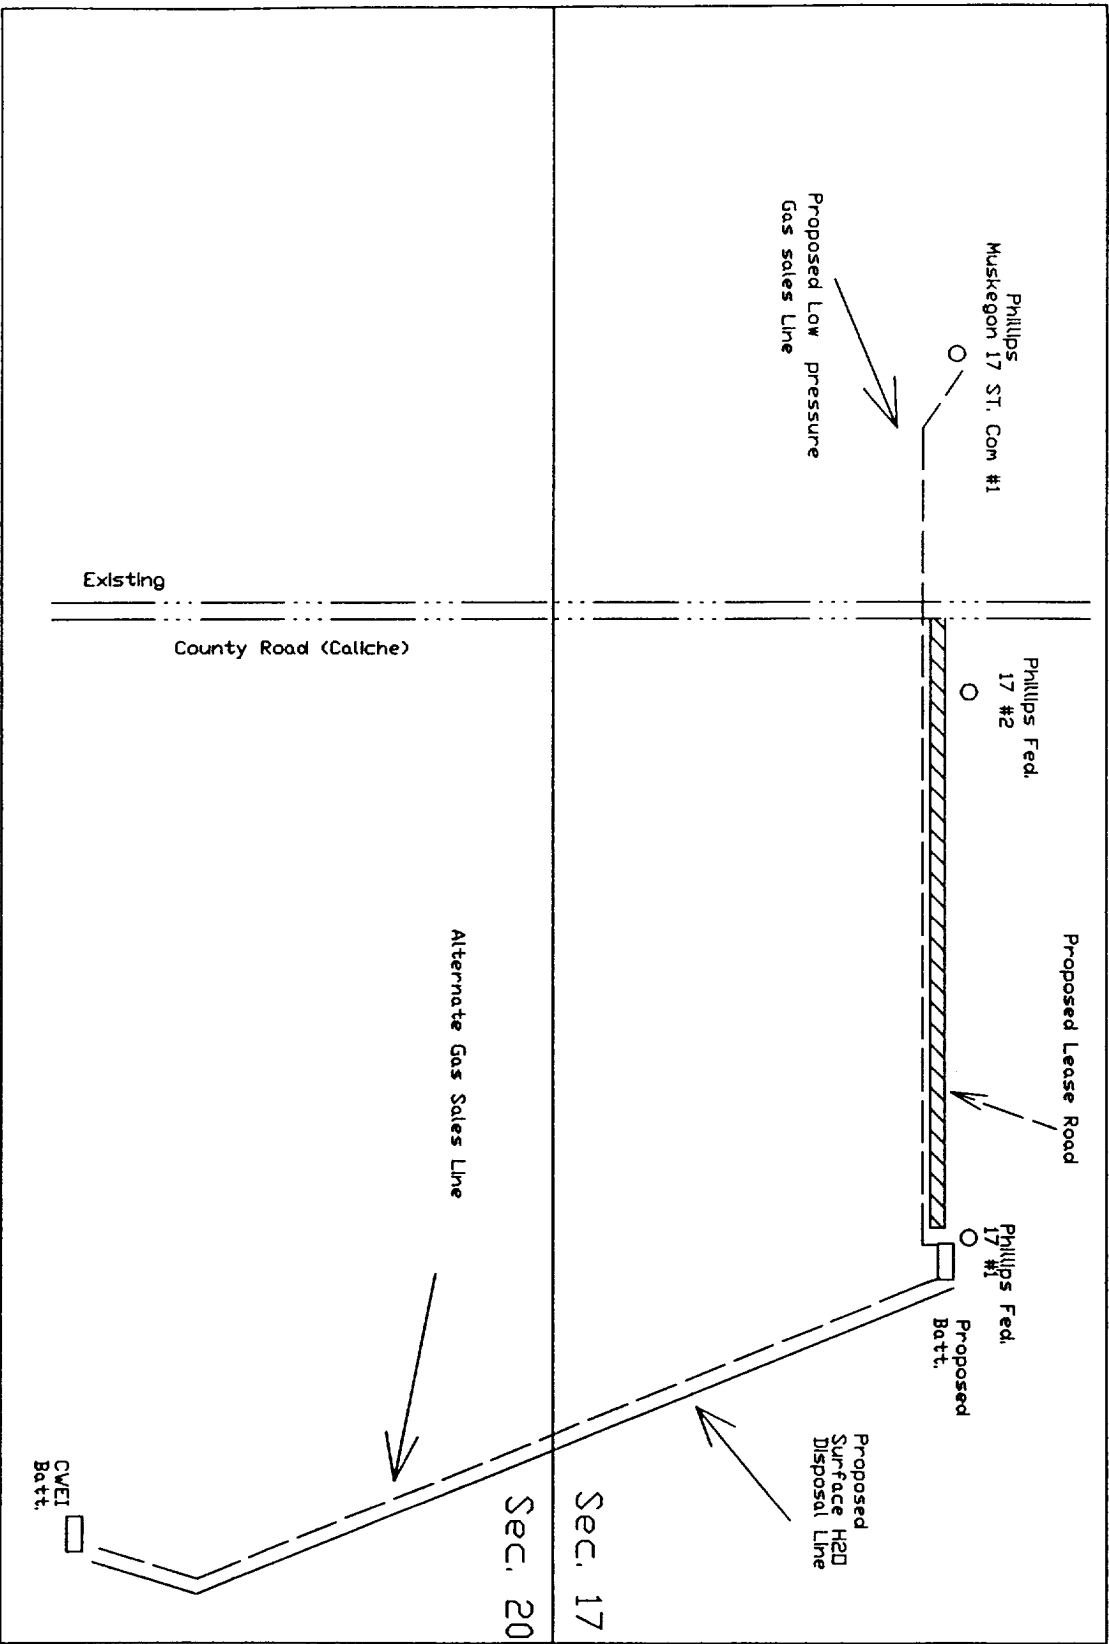 Phillips
Muskegon 17 ST. Com #1
Proposed Low pressure
Gas sales Line
Phillips Fed.
17 #2
Proposed Lease Road
Phillips Fed.
17 #1
Proposed
Batt.
Proposed
Surface H2O
Disposal Line
Sec. 17
Sec. 20
Existing
County Road (Caliche)
Alternate Gas Sales Line
CWEI
Batt.